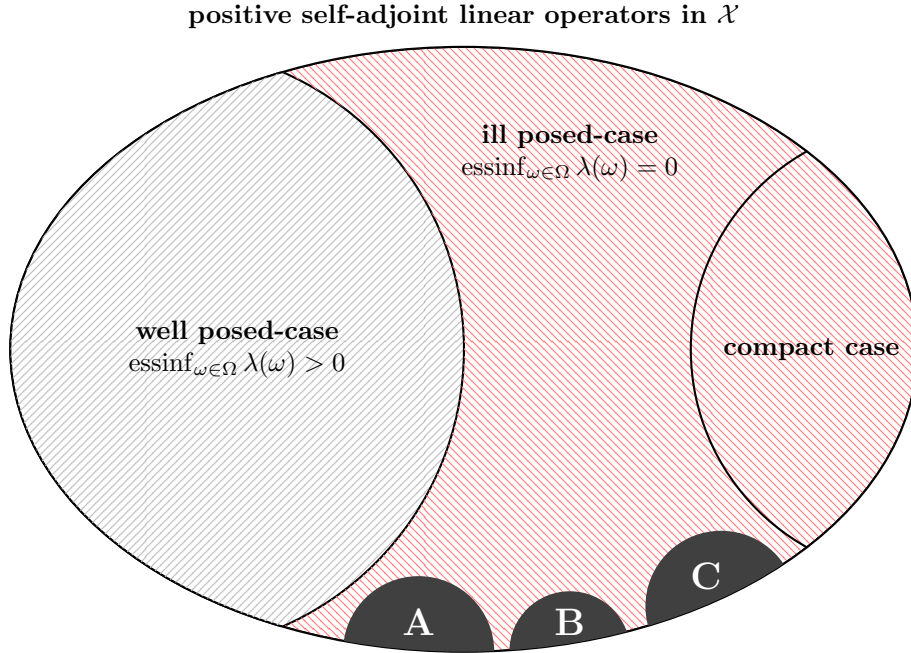 positive self-adjoint linear operators in 𝒳
ill posed-case
essinf_{ω∈Ω} λ(ω) = 0
well posed-case
essinf_{ω∈Ω} λ(ω) > 0
compact case
A
B
C